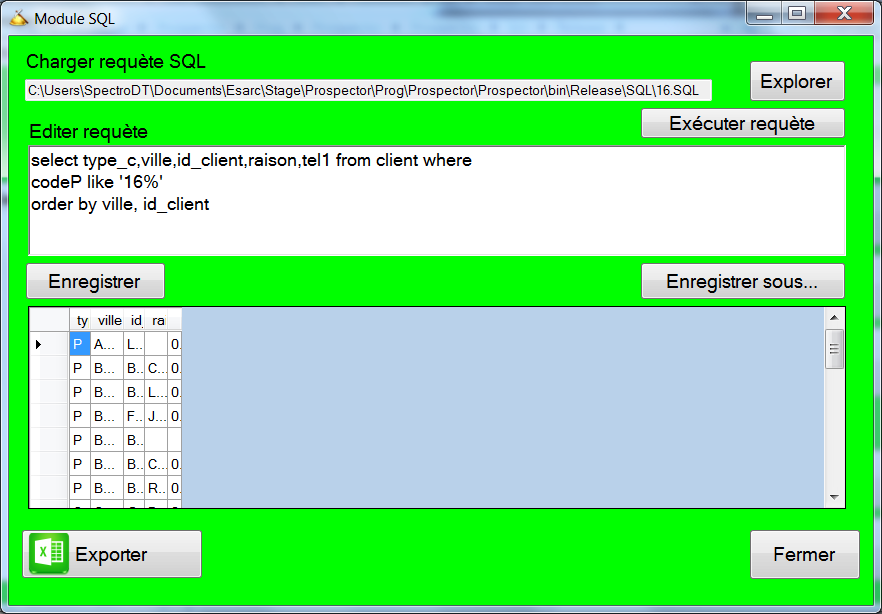 Module SQL
Charger requète SQL
C:\Users\SpectroDT\Documents\Esarc\Stage\Prospector\Prog\Prospector\Prospector\bin\Release\SQL\16.SQL
Explorer
Exécuter requète
Editer requète
select type_c,ville,id_client,raison,tel1 from client where
codeP like '16%'
order by ville, id_client
Enregistrer
Enregistrer sous...
ty ville id ra
P A... L... 0.
P B... B... C... 0.
P B... B... L... 0.
P B... F... J... 0.
P B... B...
P B... B... C... 0.
P B... B... R... 0.
Exporter
Fermer